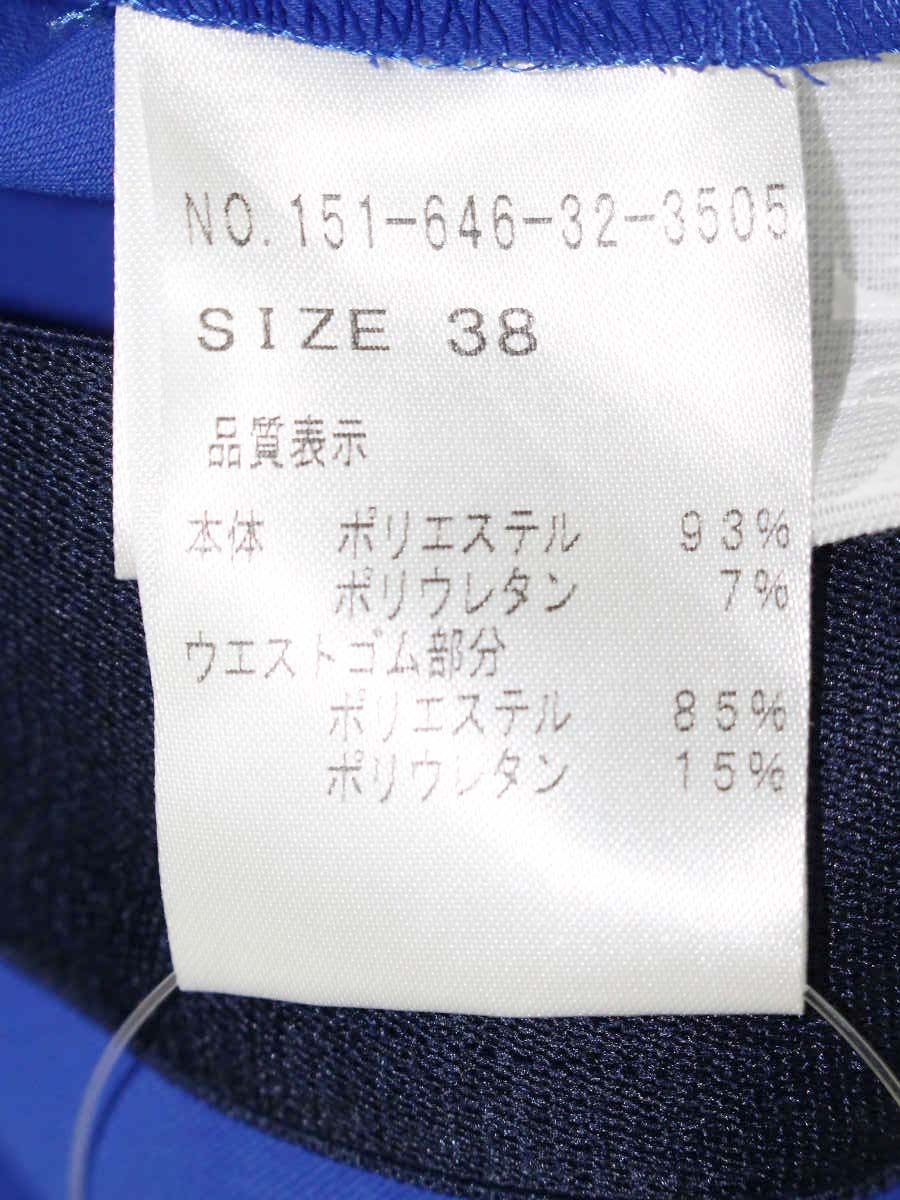 NO.151-646-32-3505
SIZE 38
品質表示
本体 ポリエステル 93%
ポリウレタン 7%
ウエストゴム部分
ポリエステル 85%
ポリウレタン 15%